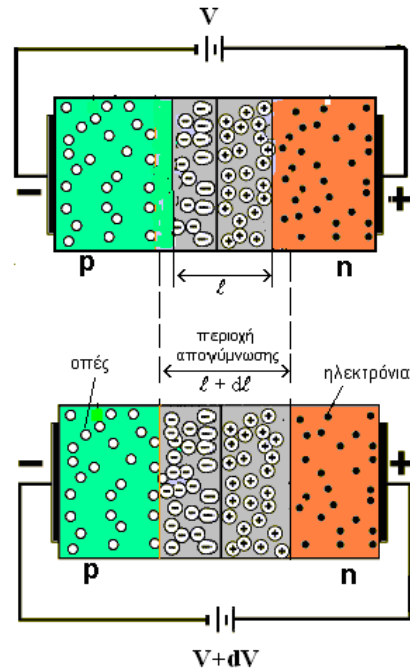 V
− +
p n
ℓ
περιοχή
απογύμνωσης
ℓ + dℓ
οπές
ηλεκτρόνια
− +
p n
V+dV